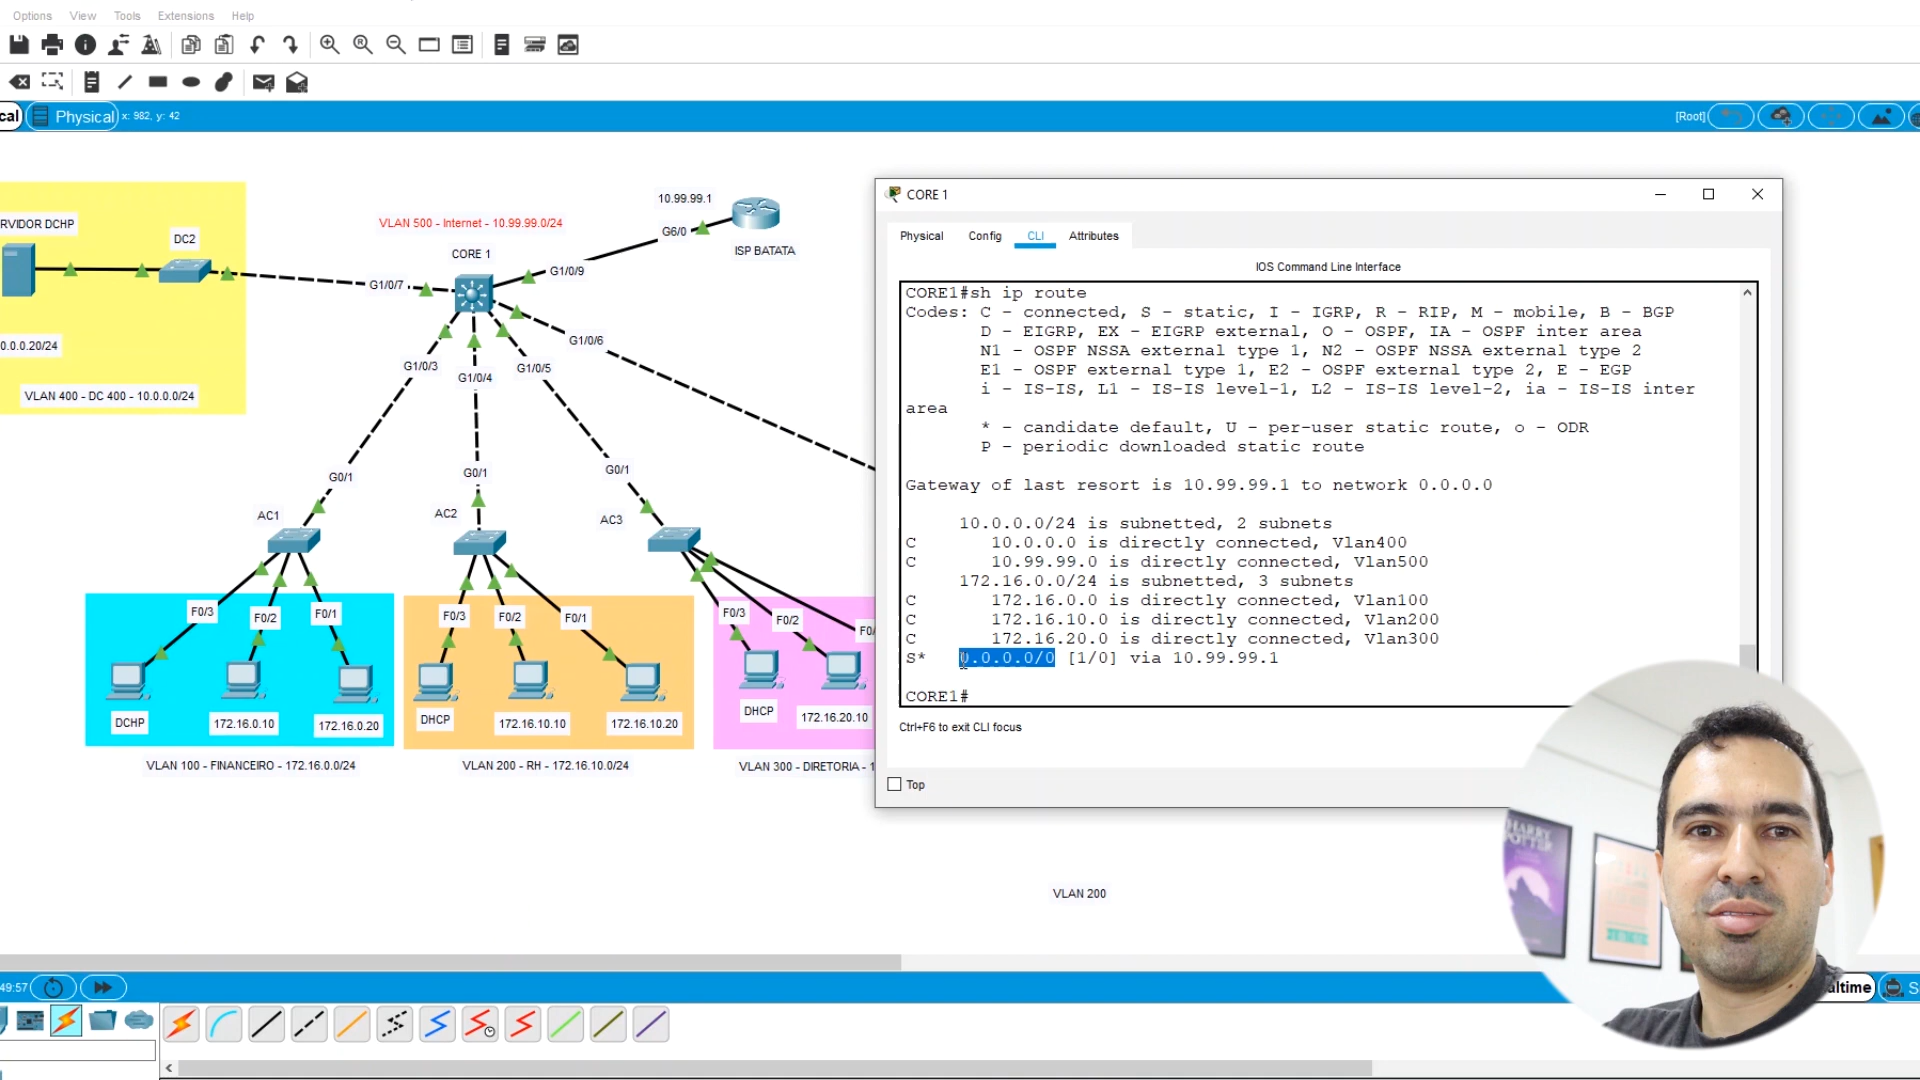 Options View Tools Extensions Help
cal Physical x: 982, y: 42
[Root]
RVIDOR DCHP
DC2
0.0.0.20/24
VLAN 400 - DC 400 - 10.0.0.0/24
VLAN 500 - Internet - 10.99.99.0/24
CORE 1
10.99.99.1
G6/0
ISP BATATA
G1/0/9
G1/0/7
G1/0/6
G1/0/3
G1/0/4
G1/0/5
G0/1
G0/1
G0/1
AC1
AC2
AC3
F0/3
F0/2
F0/1
F0/3
F0/2
F0/1
F0/3
F0/2
F0/
DCHP
172.16.0.10
172.16.0.20
DHCP
172.16.10.10
172.16.10.20
DHCP
172.16.20.10
VLAN 100 - FINANCEIRO - 172.16.0.0/24
VLAN 200 - RH - 172.16.10.0/24
VLAN 300 - DIRETORIA - 1
VLAN 200
CORE 1
Physical Config CLI Attributes
IOS Command Line Interface
CORE1#sh ip route
Codes: C - connected, S - static, I - IGRP, R - RIP, M - mobile, B - BGP
D - EIGRP, EX - EIGRP external, O - OSPF, IA - OSPF inter area
N1 - OSPF NSSA external type 1, N2 - OSPF NSSA external type 2
E1 - OSPF external type 1, E2 - OSPF external type 2, E - EGP
i - IS-IS, L1 - IS-IS level-1, L2 - IS-IS level-2, ia - IS-IS inter
area
* - candidate default, U - per-user static route, o - ODR
P - periodic downloaded static route
Gateway of last resort is 10.99.99.1 to network 0.0.0.0
10.0.0.0/24 is subnetted, 2 subnets
C 10.0.0.0 is directly connected, Vlan400
C 10.99.99.0 is directly connected, Vlan500
172.16.0.0/24 is subnetted, 3 subnets
C 172.16.0.0 is directly connected, Vlan100
C 172.16.10.0 is directly connected, Vlan200
C 172.16.20.0 is directly connected, Vlan300
S* 0.0.0.0/0 [1/0] via 10.99.99.1
CORE1#
Ctrl+F6 to exit CLI focus
Top
HARRY
POTTER
49:57
altime
S